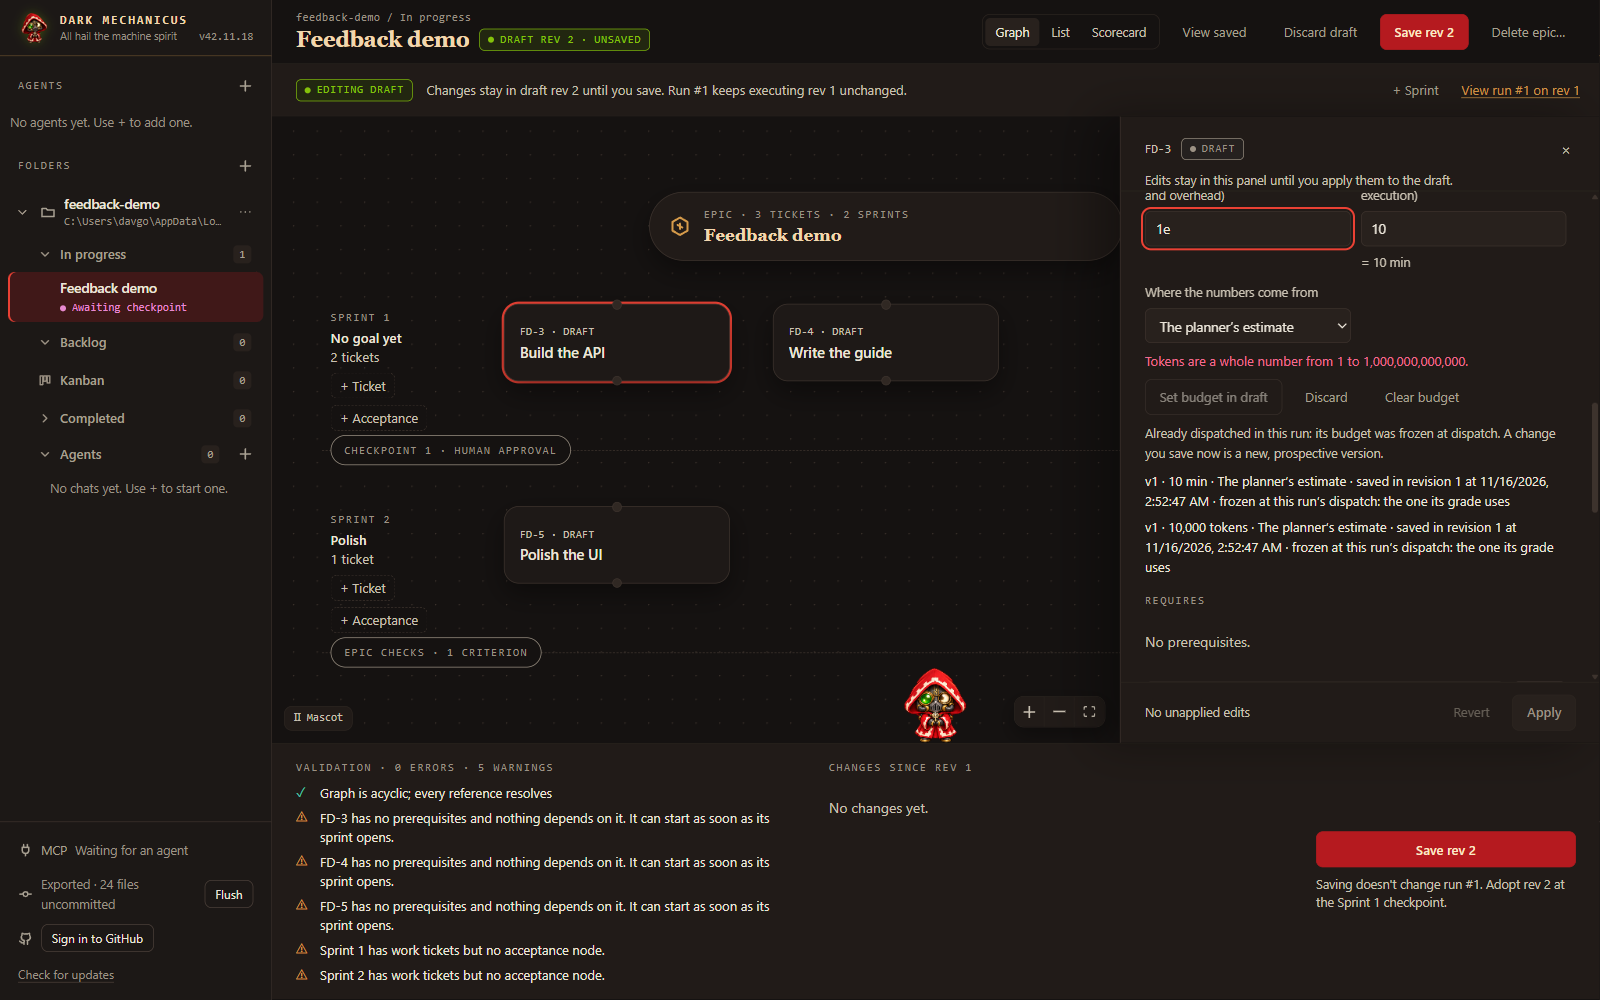 DARK MECHANICUS
All hail the machine spirit v42.11.18
AGENTS
No agents yet. Use + to add one.
FOLDERS
feedback-demo
C:\Users\davgo\AppData\Lo…
In progress 1
Feedback demo
Awaiting checkpoint
Backlog 0
Kanban 0
Completed 0
Agents 0
No chats yet. Use + to start one.
MCP Waiting for an agent
Exported · 24 files
uncommitted
Flush
Sign in to GitHub
Check for updates
feedback-demo / In progress
Feedback demo
DRAFT REV 2 · UNSAVED
Graph List Scorecard
View saved
Discard draft
Save rev 2
Delete epic…
EDITING DRAFT
Changes stay in draft rev 2 until you save. Run #1 keeps executing rev 1 unchanged.
+ Sprint
View run #1 on rev 1
EPIC · 3 TICKETS · 2 SPRINTS
Feedback demo
SPRINT 1
No goal yet
2 tickets
+ Ticket
+ Acceptance
FD-3 · DRAFT
Build the API
FD-4 · DRAFT
Write the guide
CHECKPOINT 1 · HUMAN APPROVAL
SPRINT 2
Polish
1 ticket
+ Ticket
+ Acceptance
FD-5 · DRAFT
Polish the UI
EPIC CHECKS · 1 CRITERION
Mascot
FD-3 DRAFT
Edits stay in this panel until you apply them to the draft.
and overhead) execution)
1e 10
= 10 min
Where the numbers come from
The planner's estimate
Tokens are a whole number from 1 to 1,000,000,000,000.
Set budget in draft Discard Clear budget
Already dispatched in this run: its budget was frozen at dispatch. A change
you save now is a new, prospective version.
v1 · 10 min · The planner's estimate · saved in revision 1 at 11/16/2026,
2:52:47 AM · frozen at this run's dispatch: the one its grade uses
v1 · 10,000 tokens · The planner's estimate · saved in revision 1 at
11/16/2026, 2:52:47 AM · frozen at this run's dispatch: the one its grade
uses
REQUIRES
No prerequisites.
No unapplied edits
Revert Apply
VALIDATION · 0 ERRORS · 5 WARNINGS
Graph is acyclic; every reference resolves
FD-3 has no prerequisites and nothing depends on it. It can start as soon as its
sprint opens.
FD-4 has no prerequisites and nothing depends on it. It can start as soon as its
sprint opens.
FD-5 has no prerequisites and nothing depends on it. It can start as soon as its
sprint opens.
Sprint 1 has work tickets but no acceptance node.
Sprint 2 has work tickets but no acceptance node.
CHANGES SINCE REV 1
No changes yet.
Save rev 2
Saving doesn't change run #1. Adopt rev 2 at
the Sprint 1 checkpoint.